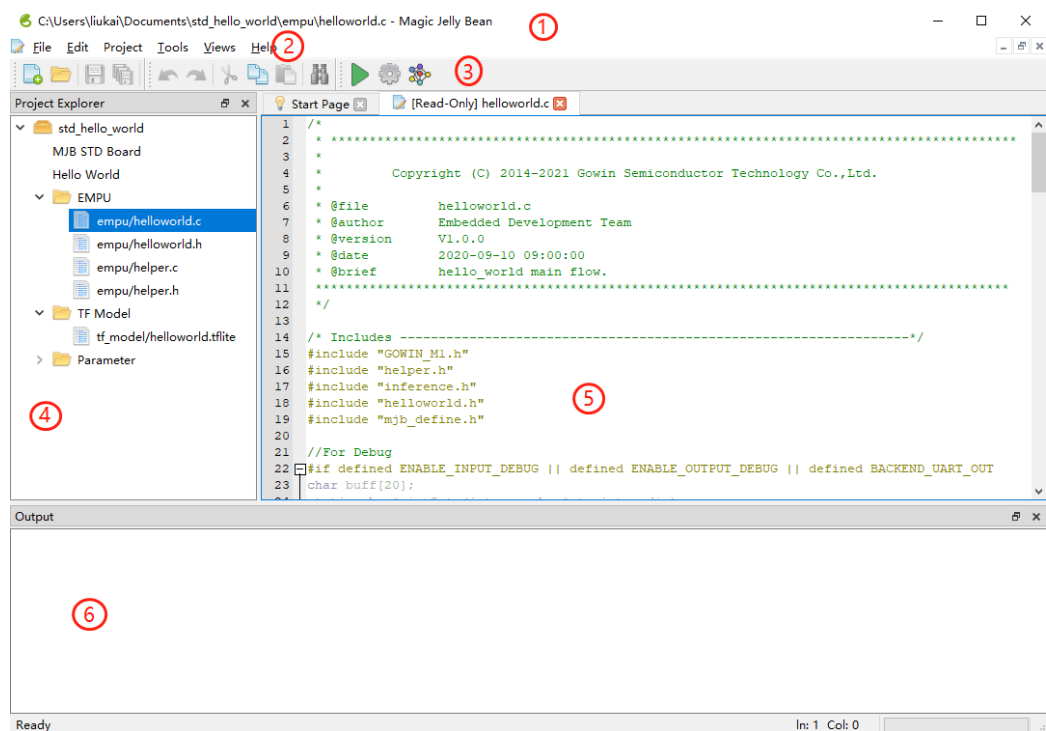 C:\Users\liukai\Documents\std_hello_world\empu\helloworld.c - Magic Jelly Bean
1
File Edit Project Tools Views Help
2
3
Project Explorer
Start Page
[Read-Only] helloworld.c
std_hello_world
MJB STD Board
Hello World
EMPU
empu/helloworld.c
empu/helloworld.h
empu/helper.c
empu/helper.h
TF Model
tf_model/helloworld.tflite
Parameter
4
1 /*
2 * ******************************************************************************************
3 *
4 * Copyright (C) 2014-2021 Gowin Semiconductor Technology Co.,Ltd.
5 *
6 * @file helloworld.c
7 * @author Embedded Development Team
8 * @version V1.0.0
9 * @date 2020-09-10 09:00:00
10 * @brief hello_world main flow.
11 ******************************************************************************************
12 */
13
14 /* Includes ------------------------------------------------------------------*/
15 #include "GOWIN_M1.h"
16 #include "helper.h"
17 #include "inference.h"
18 #include "helloworld.h"
19 #include "mjb_define.h"
20
21 //For Debug
22 #if defined ENABLE_INPUT_DEBUG || defined ENABLE_OUTPUT_DEBUG || defined BACKEND_UART_OUT
23 char buff[20];
5
Output
6
Ready
ln: 1 Col: 0